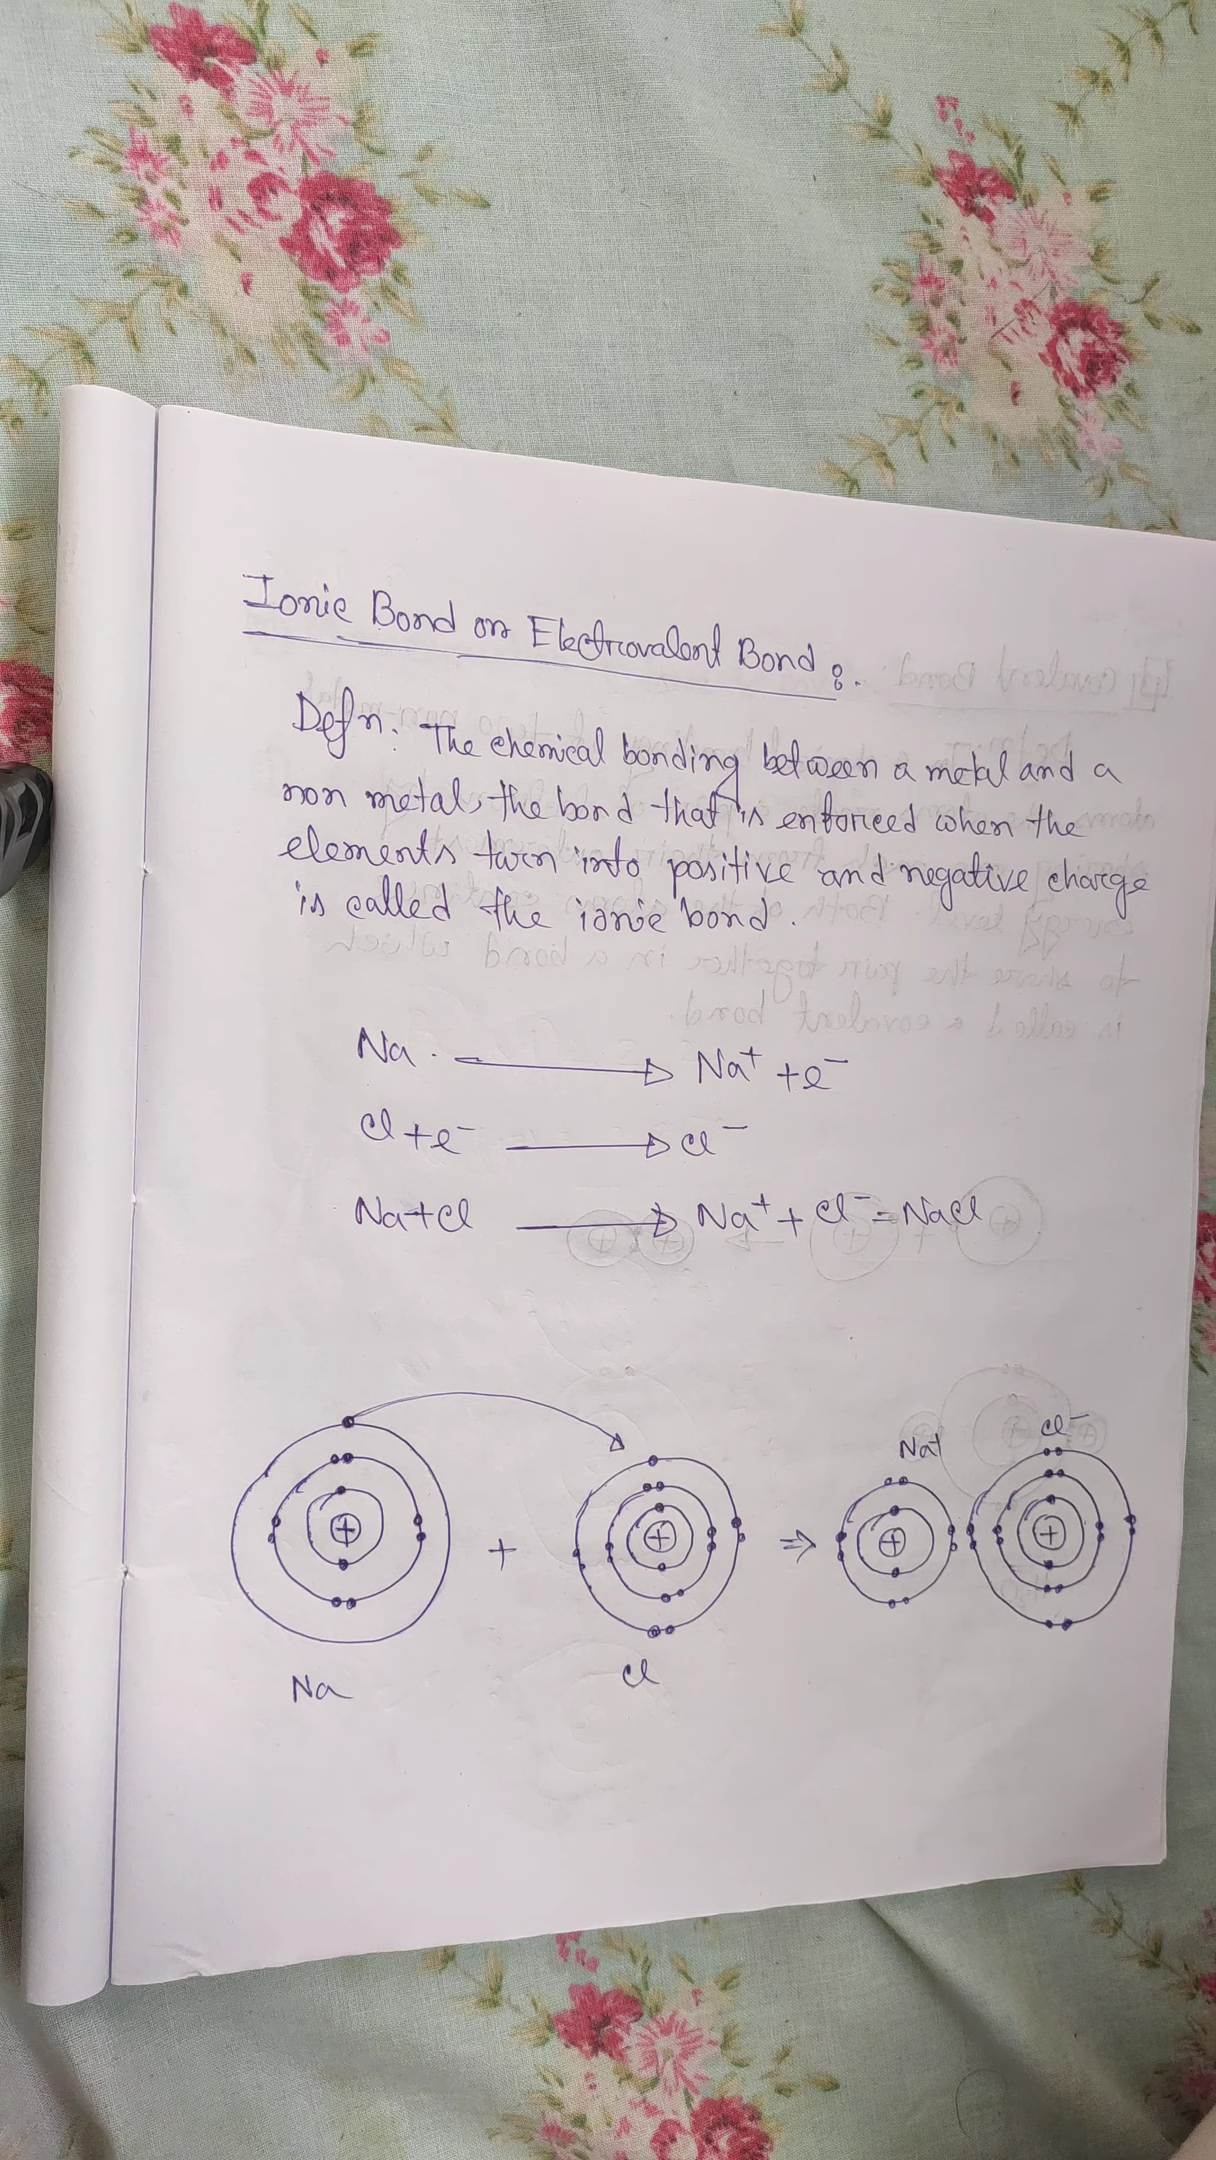 Ionic Bond or Electrovalent Bond :.
Defn: The chemical bonding between a metal and a
non metal, the bond that is enforced when the
elements turn into positive and negative charge
is called the ionic bond.
Na → Na⁺ + e⁻
Cl + e⁻ → Cl⁻
Na + Cl → Na⁺ + Cl⁻ = NaCl
Na⁺ Cl⁻
+ + + ⇒ + +
Na Cl